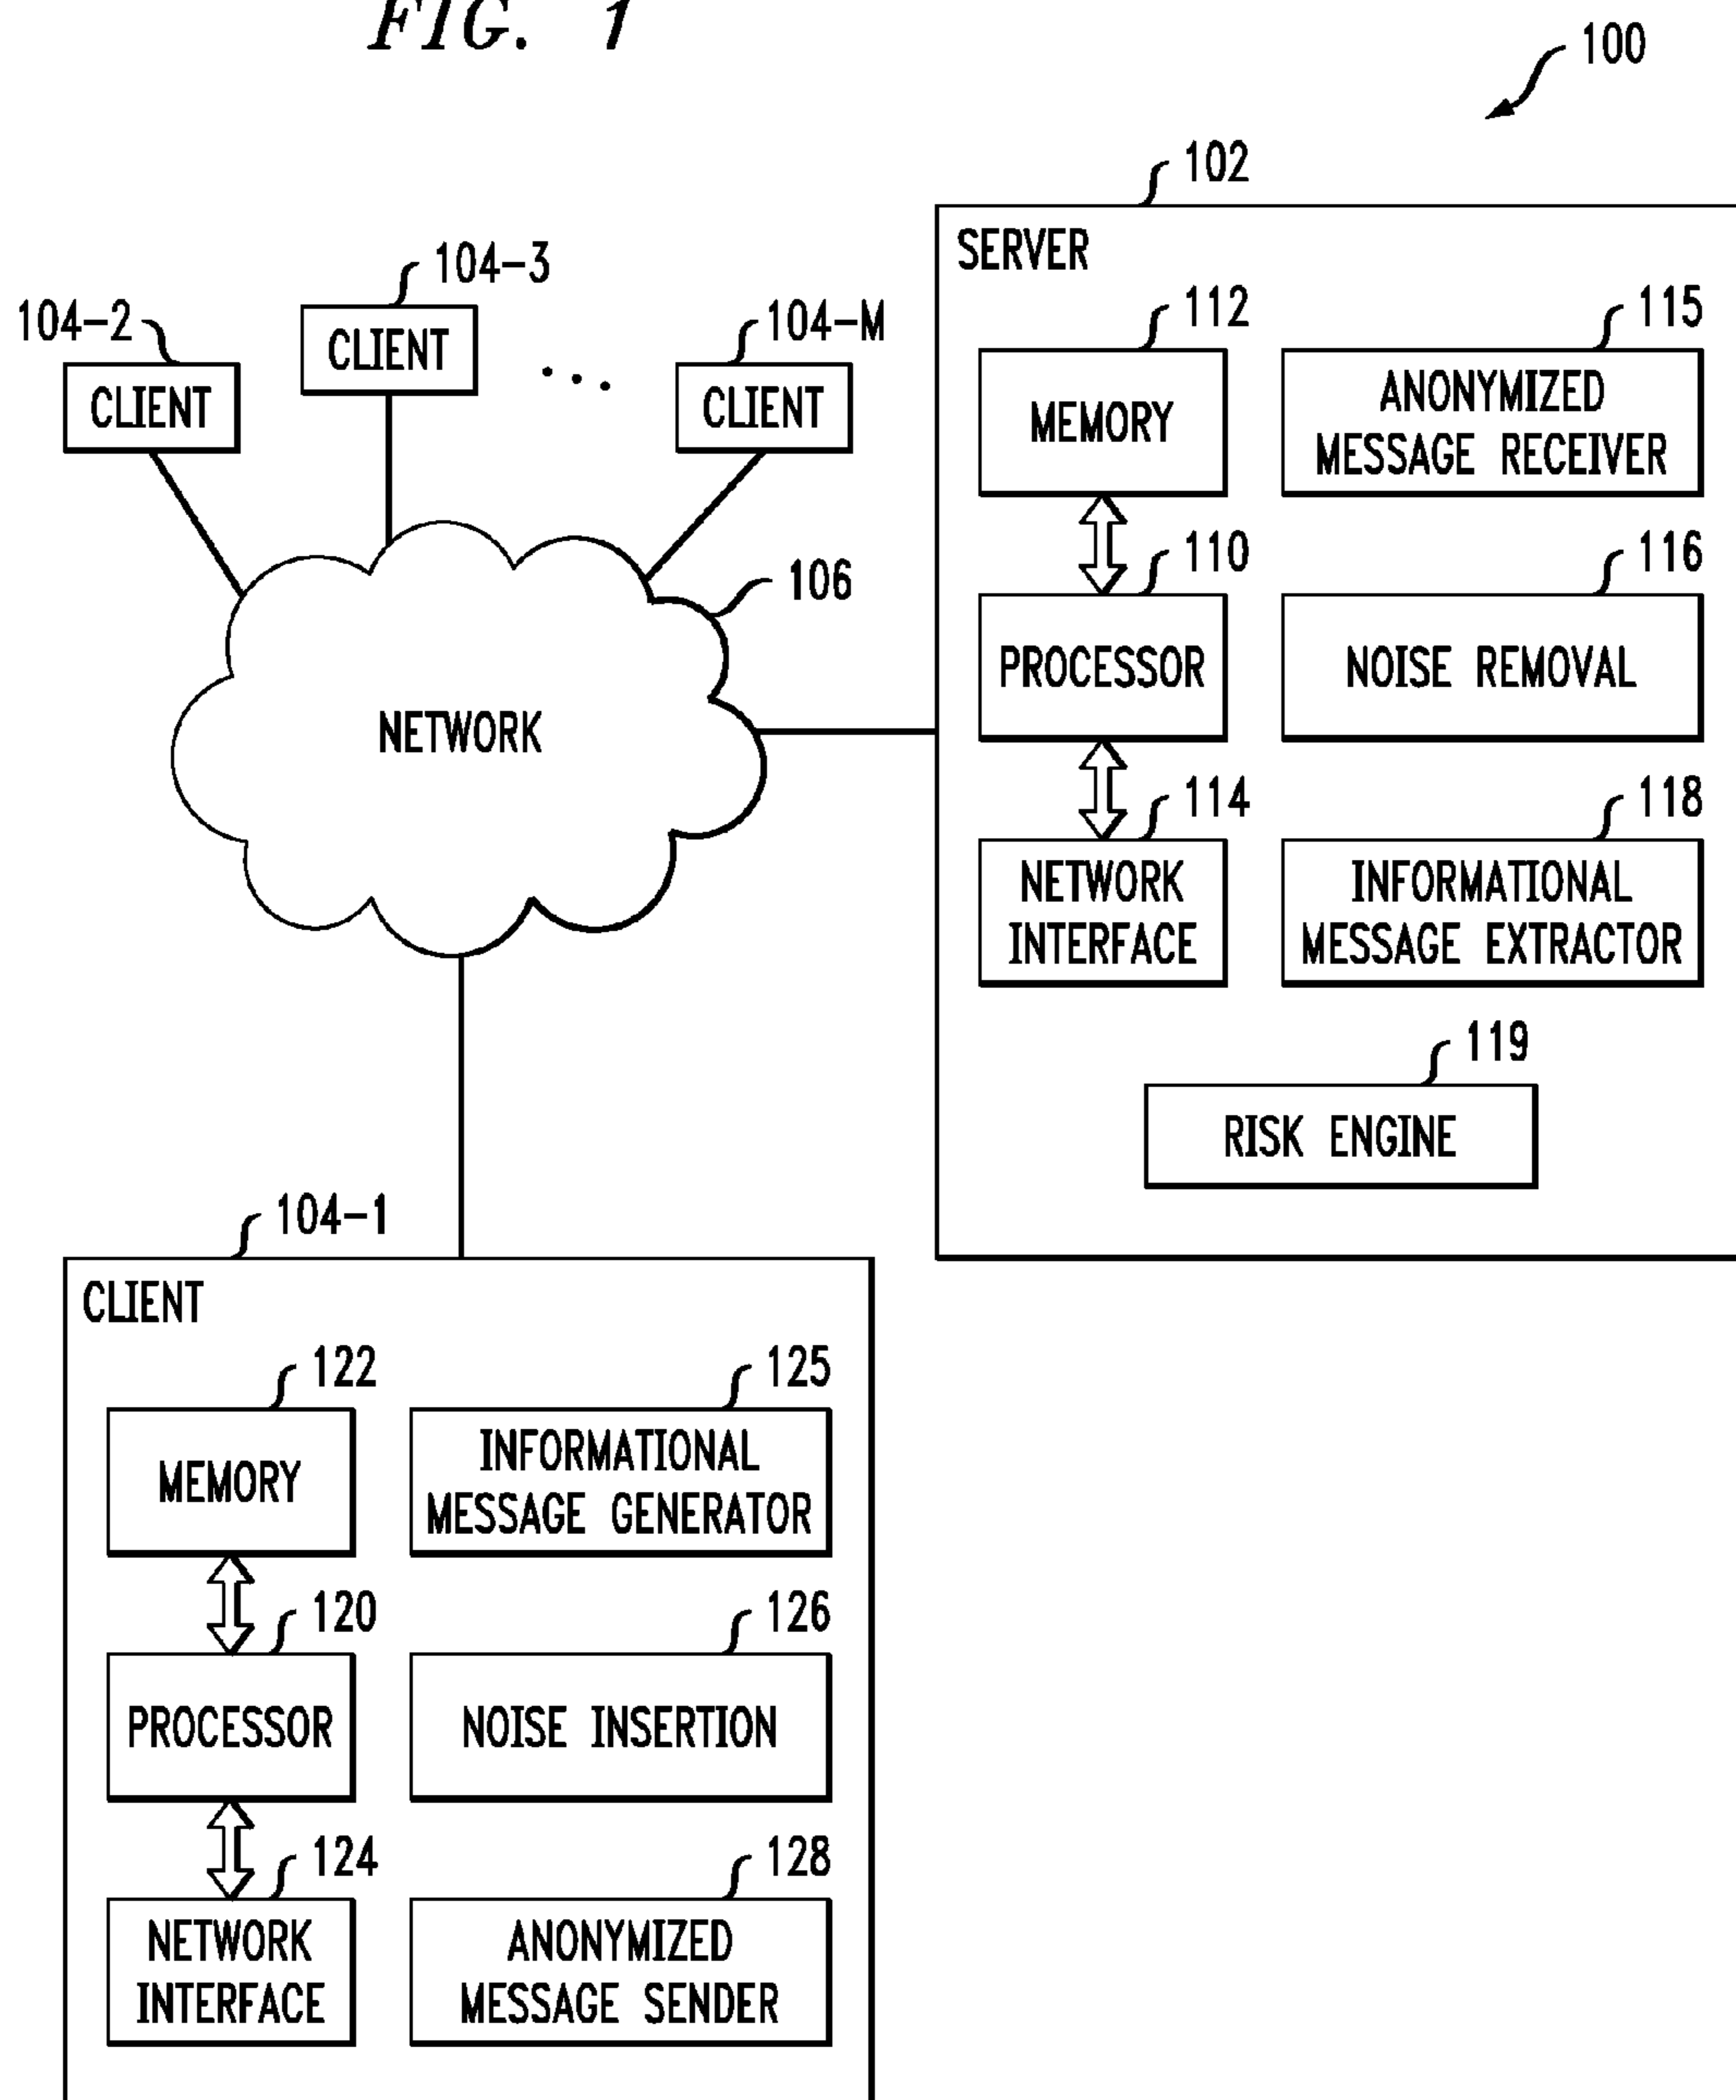 FIG. 1
100
102
SERVER
104-3
104-2
104-M
CLIENT
CLIENT
CLIENT
112
115
MEMORY
ANONYMIZED
MESSAGE RECEIVER
106
110
116
NETWORK
PROCESSOR
NOISE REMOVAL
114
118
NETWORK
INTERFACE
INFORMATIONAL
MESSAGE EXTRACTOR
119
RISK ENGINE
104-1
CLIENT
122
125
MEMORY
INFORMATIONAL
MESSAGE GENERATOR
120
126
PROCESSOR
NOISE INSERTION
124
128
NETWORK
INTERFACE
ANONYMIZED
MESSAGE SENDER